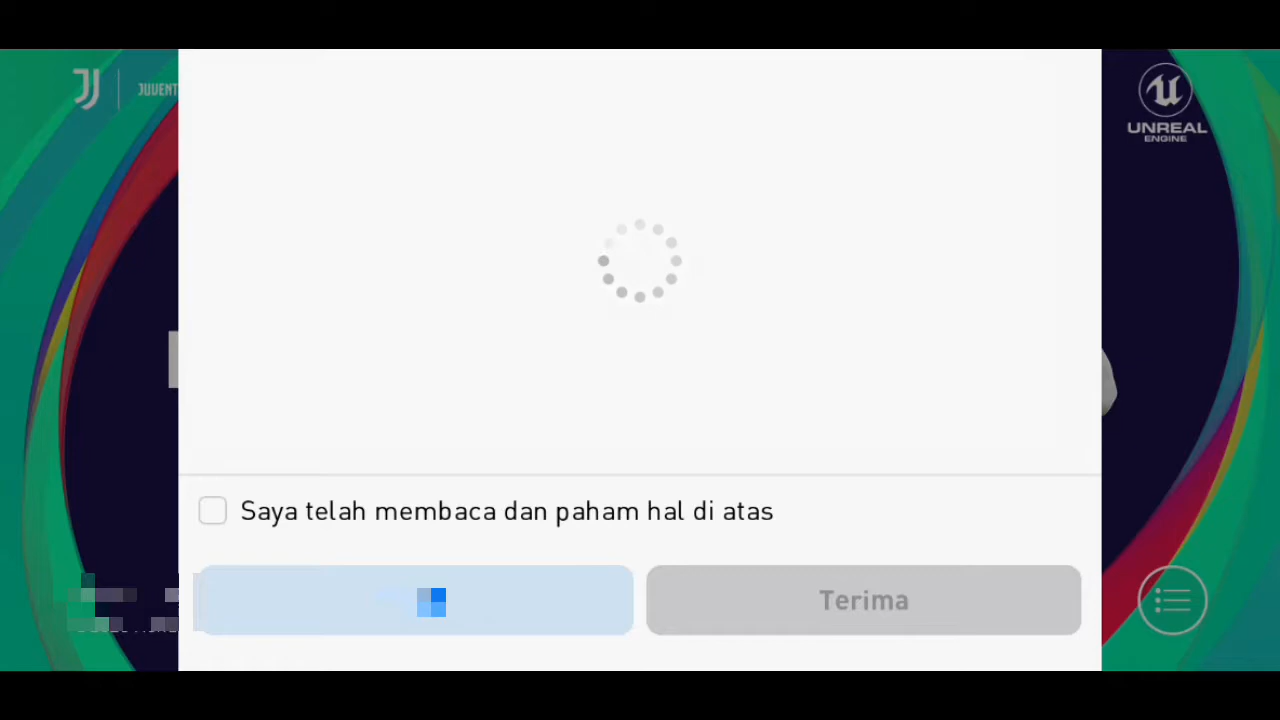 JUVENT
UNREAL
ENGINE
Saya telah membaca dan paham hal di atas
Terima